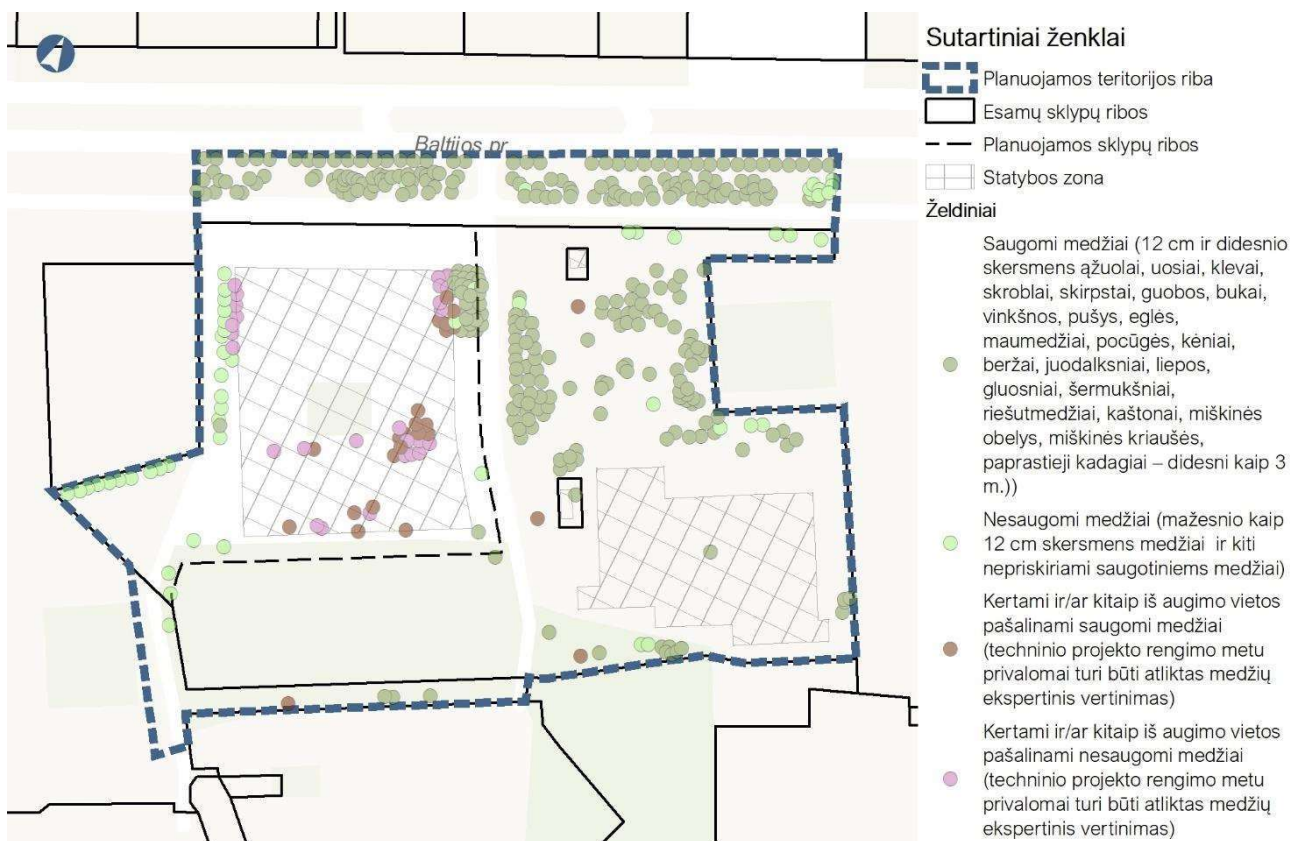 Baltijos pr.
Sutartiniai ženklai
Planuojamos teritorijos riba
Esamų sklypų ribos
Planuojamos sklypų ribos
Statybos zona
Želdiniai
Saugomi medžiai (12 cm ir didesnio
skersmens ąžuolai, uosiai, klevai,
skroblai, skirpstai, guobos, bukai,
vinkšnos, pušys, eglės,
maumedžiai, pocūgės, kėniai,
beržai, juodalksniai, liepos,
gluosniai, šermukšniai,
riešutmedžiai, kaštonai, miškinės
obelys, miškinės kriaušės,
paprastieji kadagiai – didesni kaip 3
m.))
Nesaugomi medžiai (mažesnio kaip
12 cm skersmens medžiai ir kiti
nepriskiriami saugotiniems medžiai)
Kertami ir/ar kitaip iš augimo vietos
pašalinami saugomi medžiai
(techninio projekto rengimo metu
privalomai turi būti atliktas medžių
ekspertinis vertinimas)
Kertami ir/ar kitaip iš augimo vietos
pašalinami nesaugomi medžiai
(techninio projekto rengimo metu
privalomai turi būti atliktas medžių
ekspertinis vertinimas)